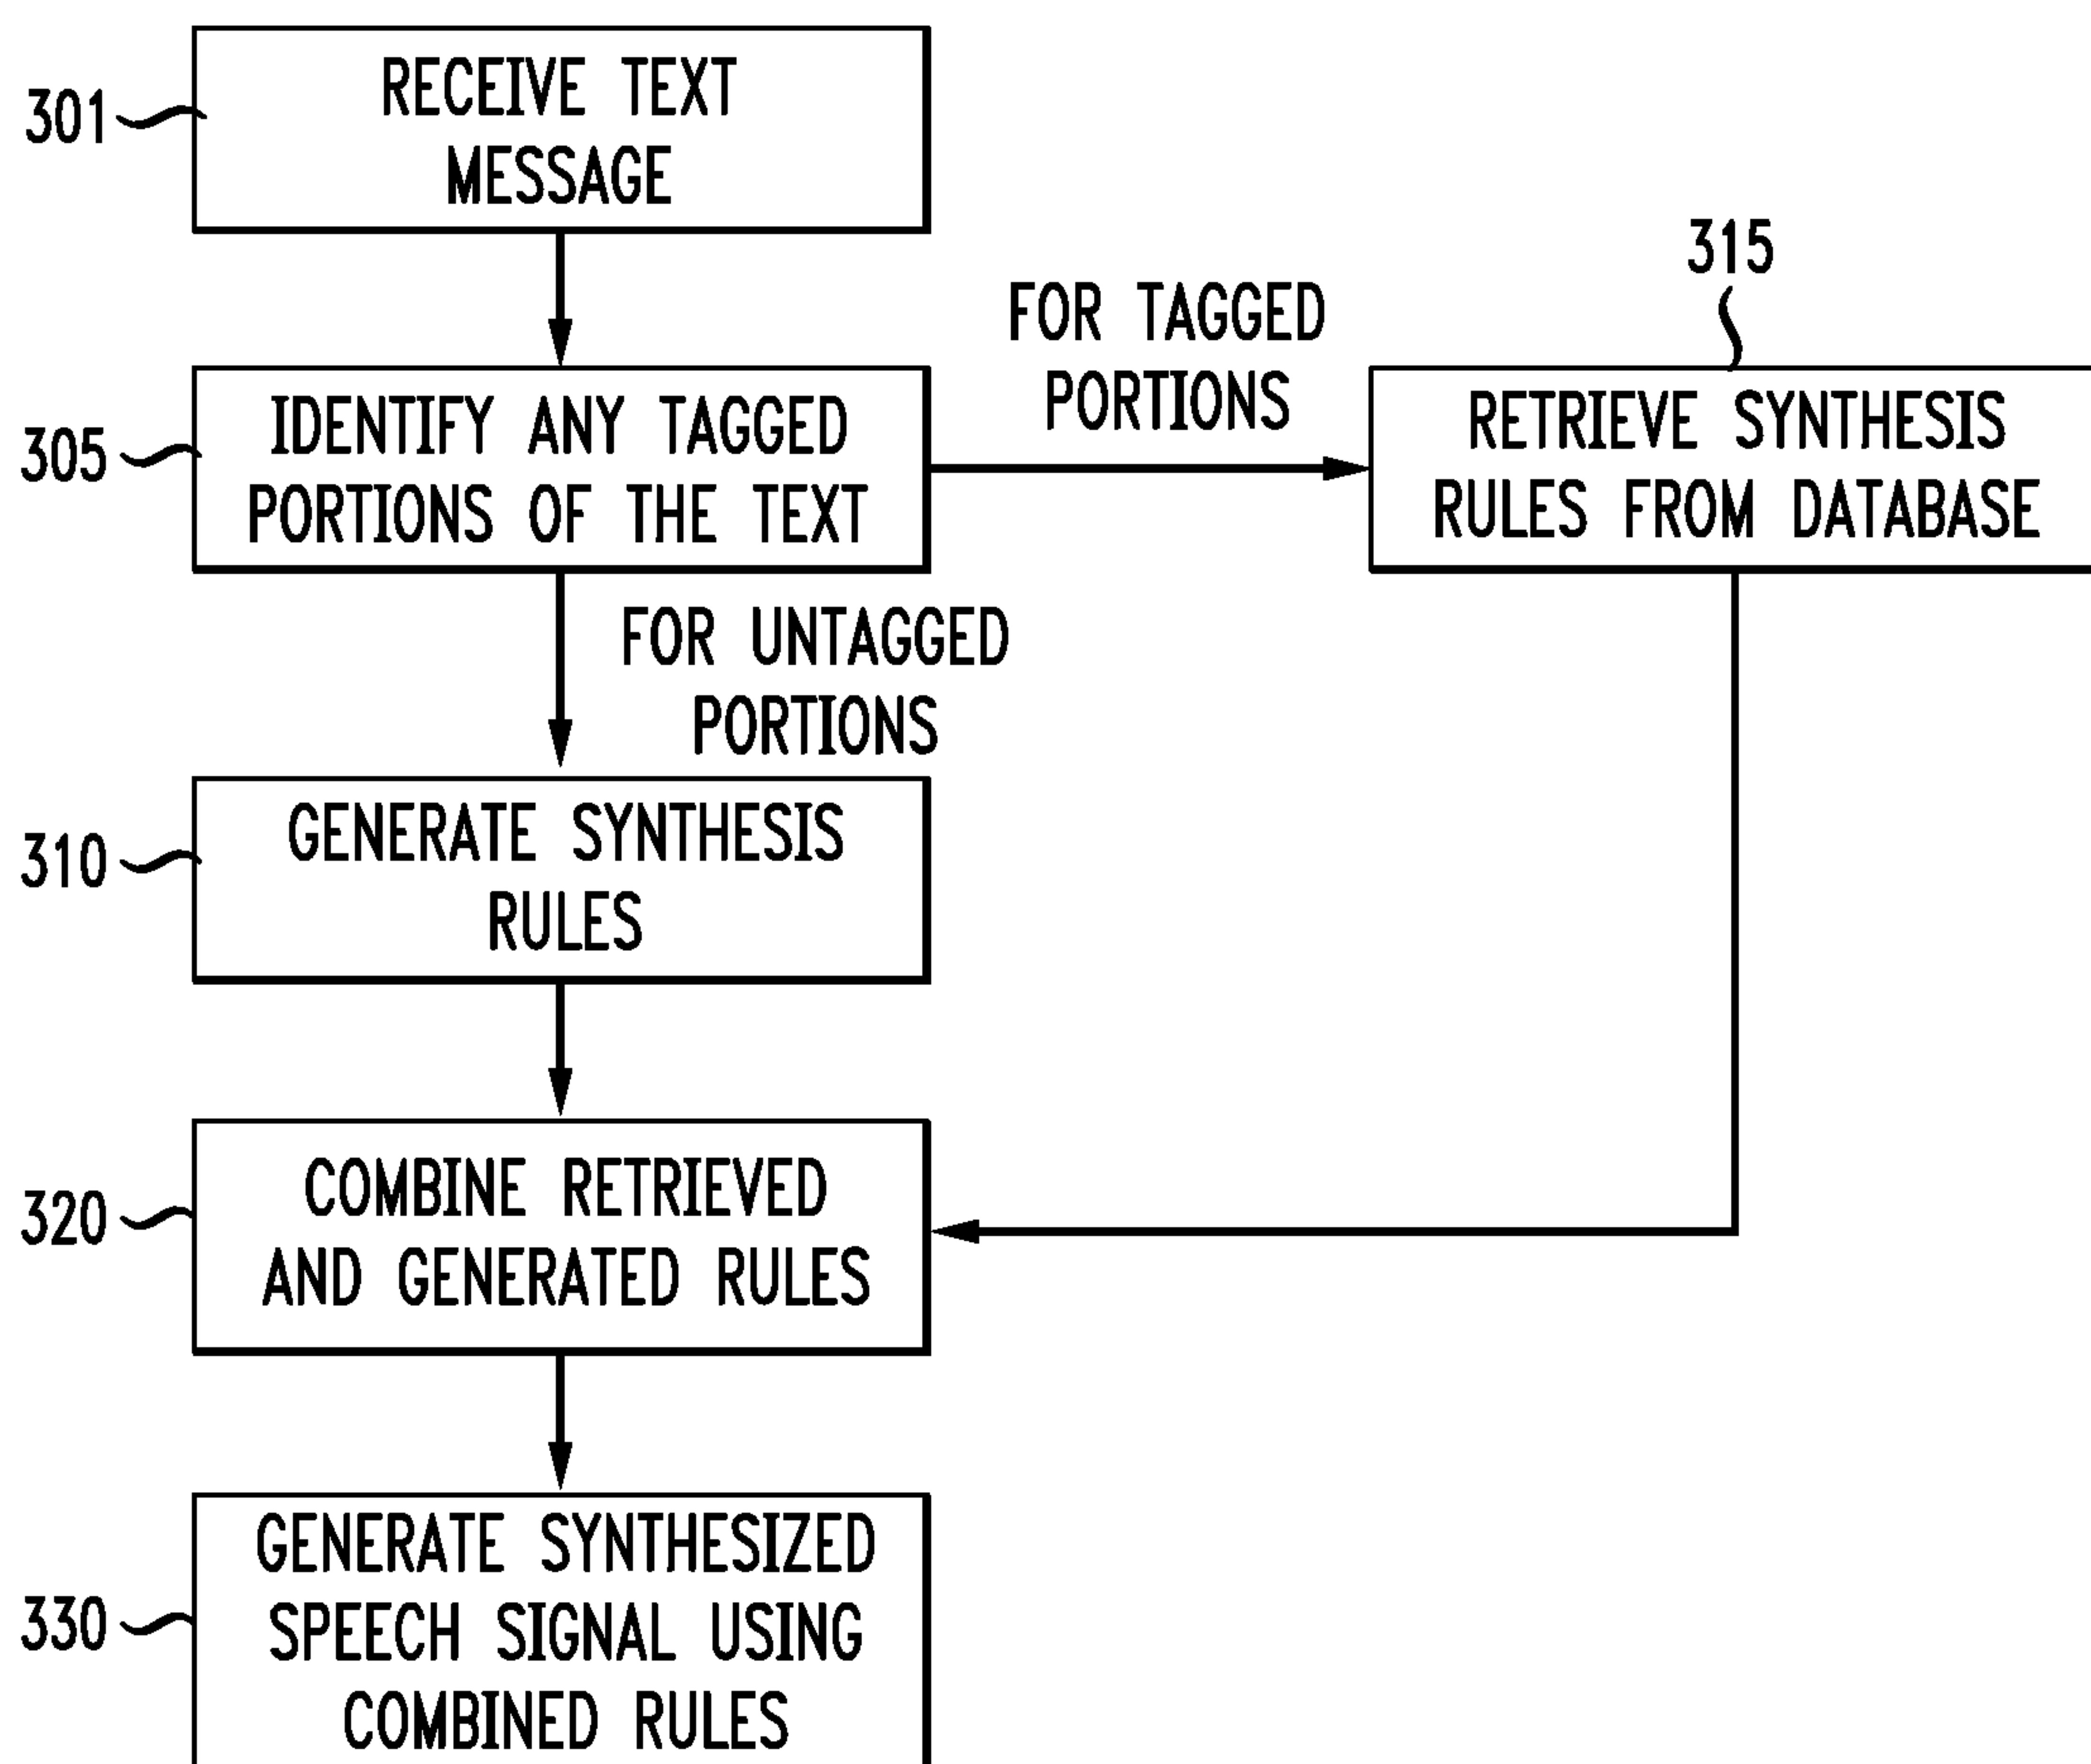 301
RECEIVE TEXT
MESSAGE
305
IDENTIFY ANY TAGGED
PORTIONS OF THE TEXT
FOR TAGGED
PORTIONS
315
RETRIEVE SYNTHESIS
RULES FROM DATABASE
FOR UNTAGGED
PORTIONS
310
GENERATE SYNTHESIS
RULES
320
COMBINE RETRIEVED
AND GENERATED RULES
330
GENERATE SYNTHESIZED
SPEECH SIGNAL USING
COMBINED RULES